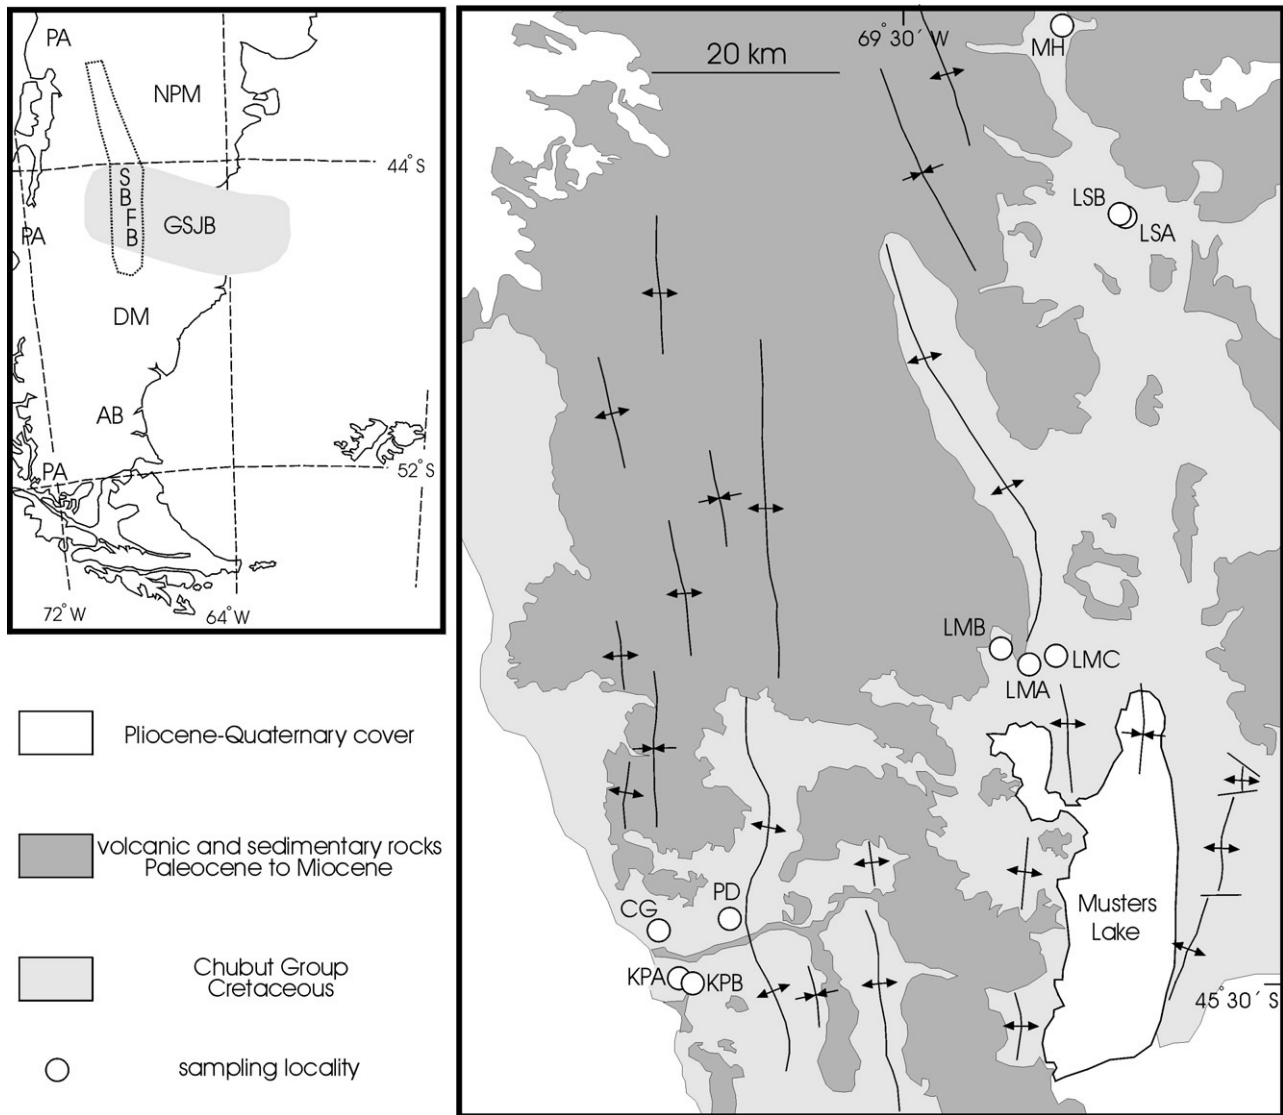 PA
NPM
44°S
S
B
F
B
GSJB
PA
DM
AB
PA
52°S
72°W
64°W
Pliocene-Quaternary cover
volcanic and sedimentary rocks
Paleocene to Miocene
Chubut Group
Cretaceous
sampling locality
69°30´ W
20 km
MH
LSB
LSA
LMB
LMC
LMA
PD
CG
KPA
KPB
Musters
Lake
45°30´ S